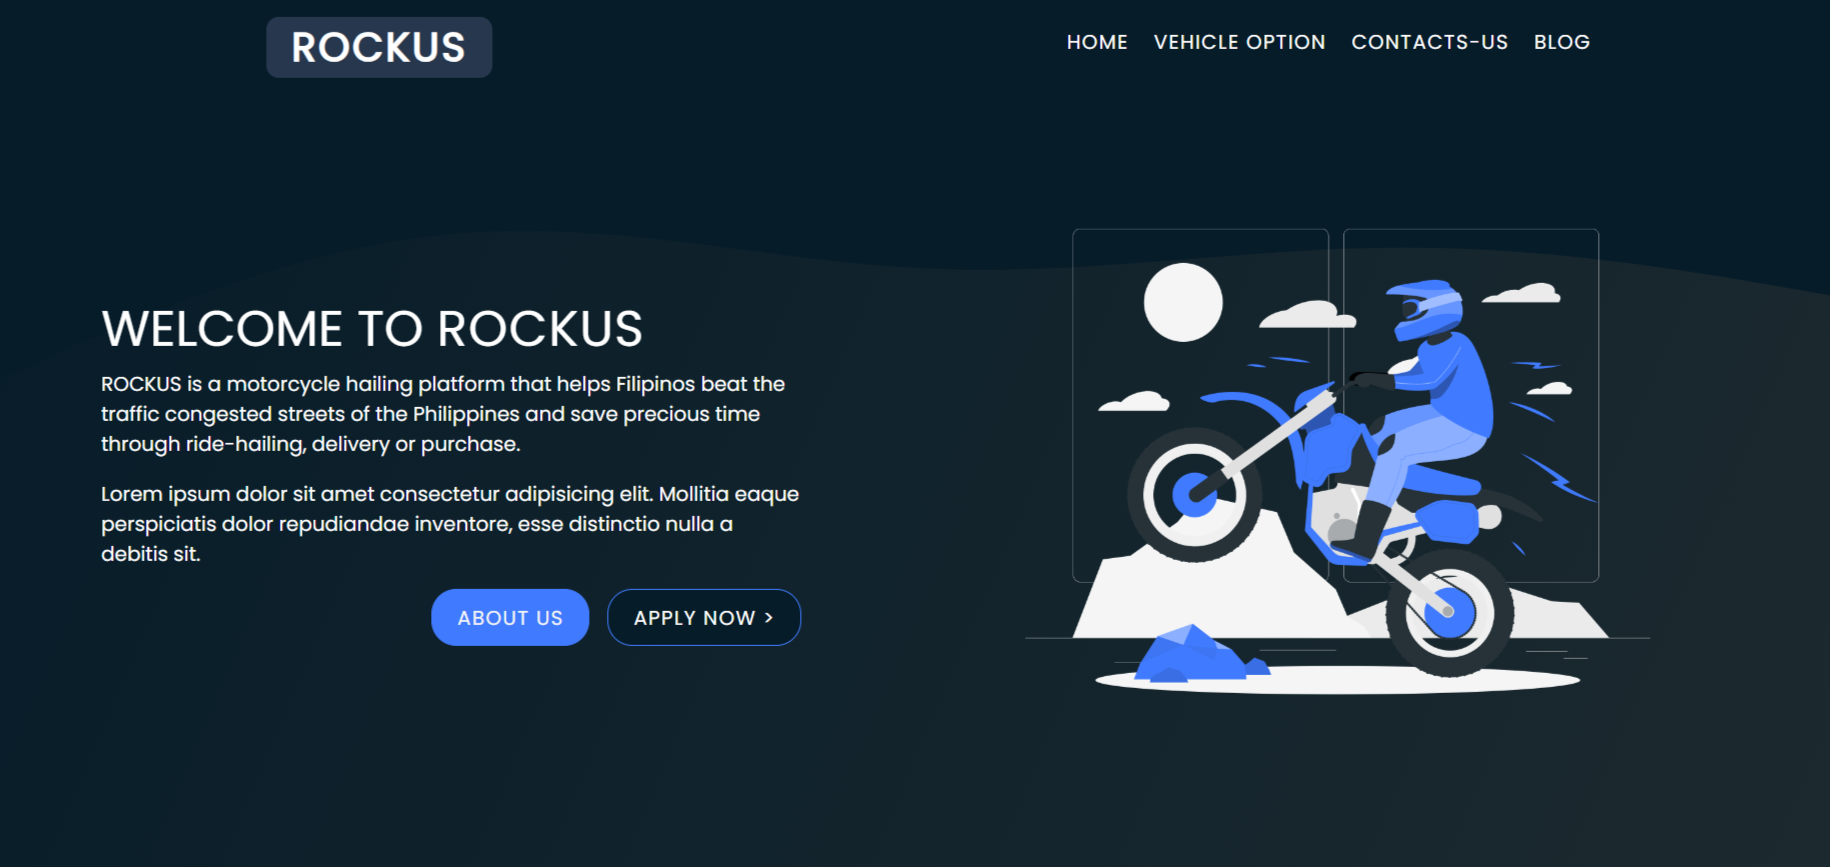 ROCKUS
HOME VEHICLE OPTION CONTACTS-US BLOG
WELCOME TO ROCKUS
ROCKUS is a motorcycle hailing platform that helps Filipinos beat the
traffic congested streets of the Philippines and save precious time
through ride-hailing, delivery or purchase.
Lorem ipsum dolor sit amet consectetur adipisicing elit. Mollitia eaque
perspiciatis dolor repudiandae inventore, esse distinctio nulla a
debitis sit.
ABOUT US APPLY NOW >